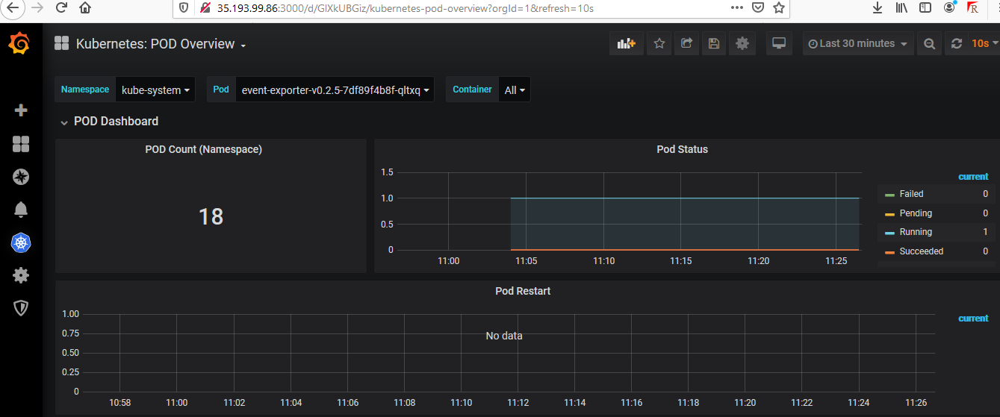 35.193.99.86:3000/d/GlXkUBGiz/kubernetes-pod-overview?orgId=1&refresh=10s
Kubernetes: POD Overview
Last 30 minutes
10s
Namespace kube-system Pod event-exporter-v0.2.5-7df89f4b8f-qltxq Container All
POD Dashboard
POD Count (Namespace)
18
Pod Status
1.5
1.0
0.5
0
11:00 11:05 11:10 11:15 11:20 11:25
current
Failed 0
Pending 0
Running 1
Succeeded 0
Pod Restart
1.00
0.75
0.50
0.25
0
No data
current
10:58 11:00 11:02 11:04 11:06 11:08 11:10 11:12 11:14 11:16 11:18 11:20 11:22 11:24 11:26